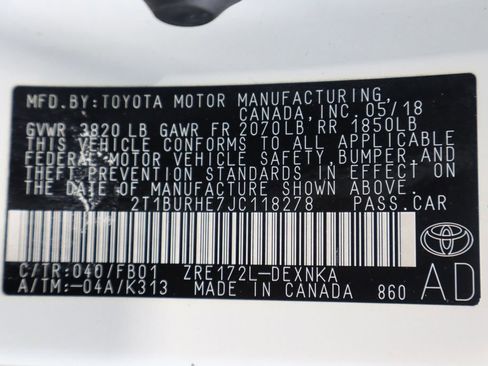 MFD.BY:TOYOTA MOTOR MANUFACTURING,
CANADA, INC. 05/18
GVWR 3820 LB GAWR FR 2070LB RR 1850LB
THIS VEHICLE CONFORMS TO ALL APPLICABLE
FEDERAL MOTOR VEHICLE SAFETY, BUMPER, AND
THEFT PREVENTION STANDARDS IN EFFECT ON
THE DATE OF MANUFACTURE SHOWN ABOVE.
2T1BURHE7JC118278 PASS.CAR
C/TR:040/FB01 ZRE172L-DEXNKA
A/TM:-04A/K313 MADE IN CANADA 860
TOYOTA
AD